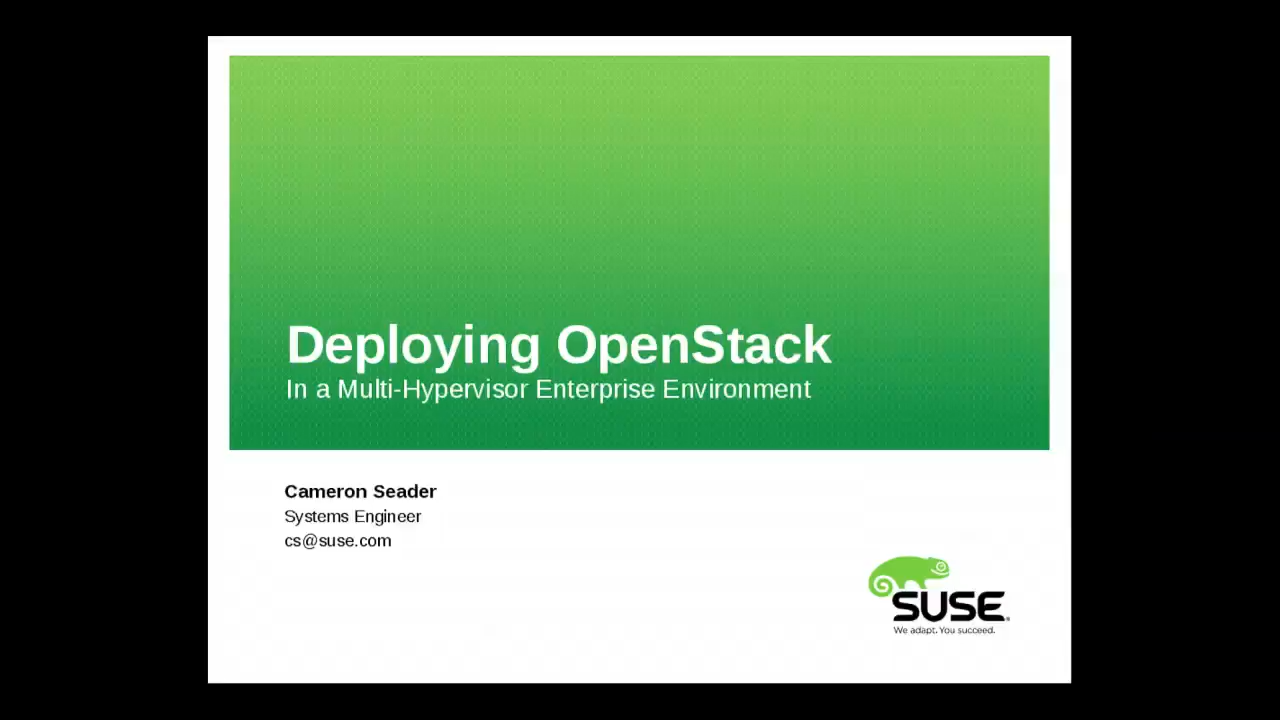 Deploying OpenStack
In a Multi-Hypervisor Enterprise Environment
Cameron Seader
Systems Engineer
cs@suse.com
SUSE®
We adapt. You succeed.